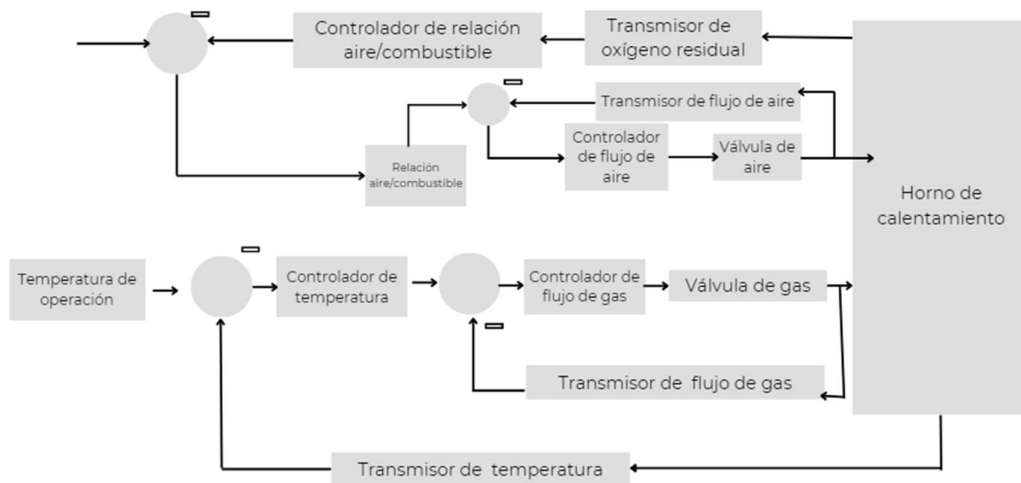 Controlador de relación
aire/combustible
Transmisor de
oxígeno residual
Transmisor de flujo de aire
Relación
aire/combustible
Controlador
de flujo de
aire
Válvula de
aire
Horno de
calentamiento
Temperatura de
operación
Controlador de
temperatura
Controlador de
flujo de gas
Válvula de gas
Transmisor de flujo de gas
Transmisor de temperatura